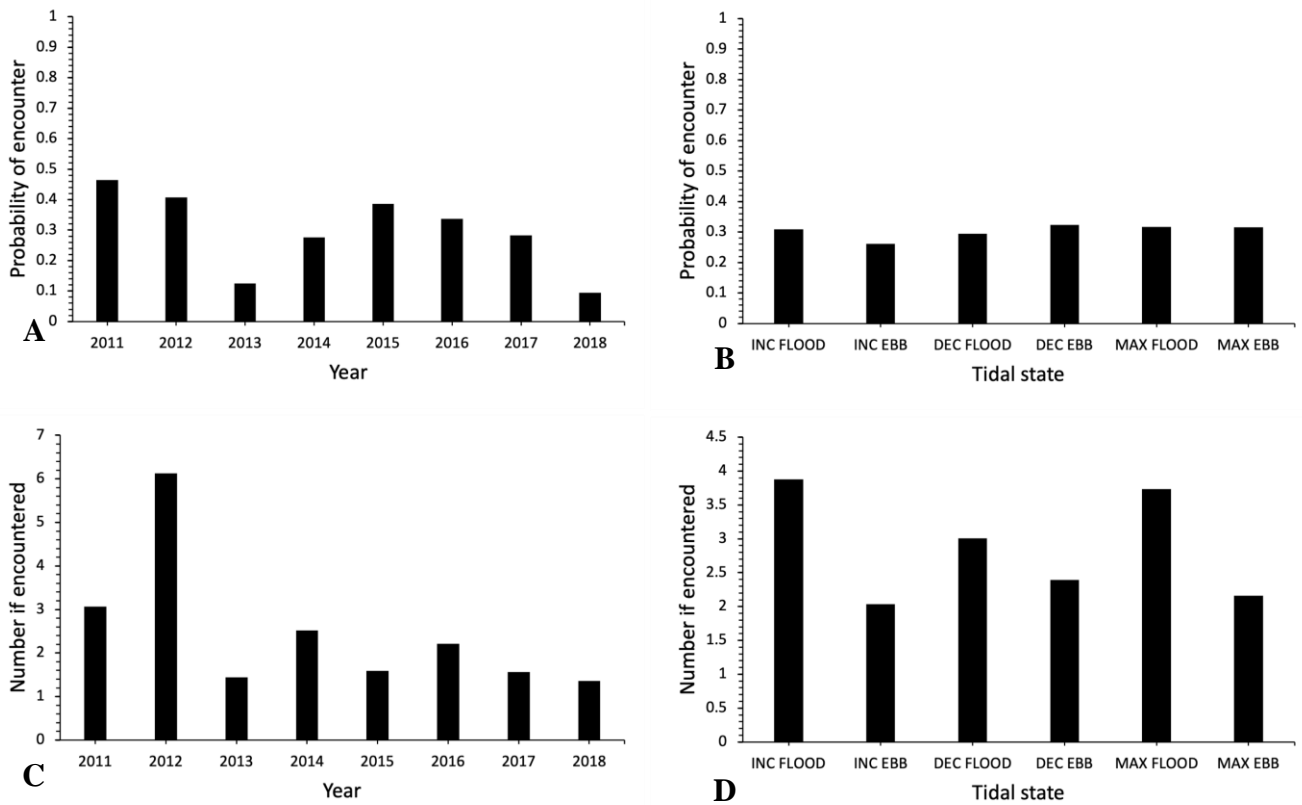 Probability of encounter
1
0.9
0.8
0.7
0.6
0.5
0.4
0.3
0.2
0.1
0
2011 2012 2013 2014 2015 2016 2017 2018
Year
A
Probability of encounter
1
0.9
0.8
0.7
0.6
0.5
0.4
0.3
0.2
0.1
0
INC FLOOD INC EBB DEC FLOOD DEC EBB MAX FLOOD MAX EBB
Tidal state
B
Number if encountered
7
6
5
4
3
2
1
0
2011 2012 2013 2014 2015 2016 2017 2018
Year
C
Number if encountered
4.5
4
3.5
3
2.5
2
1.5
1
0.5
0
INC FLOOD INC EBB DEC FLOOD DEC EBB MAX FLOOD MAX EBB
Tidal state
D